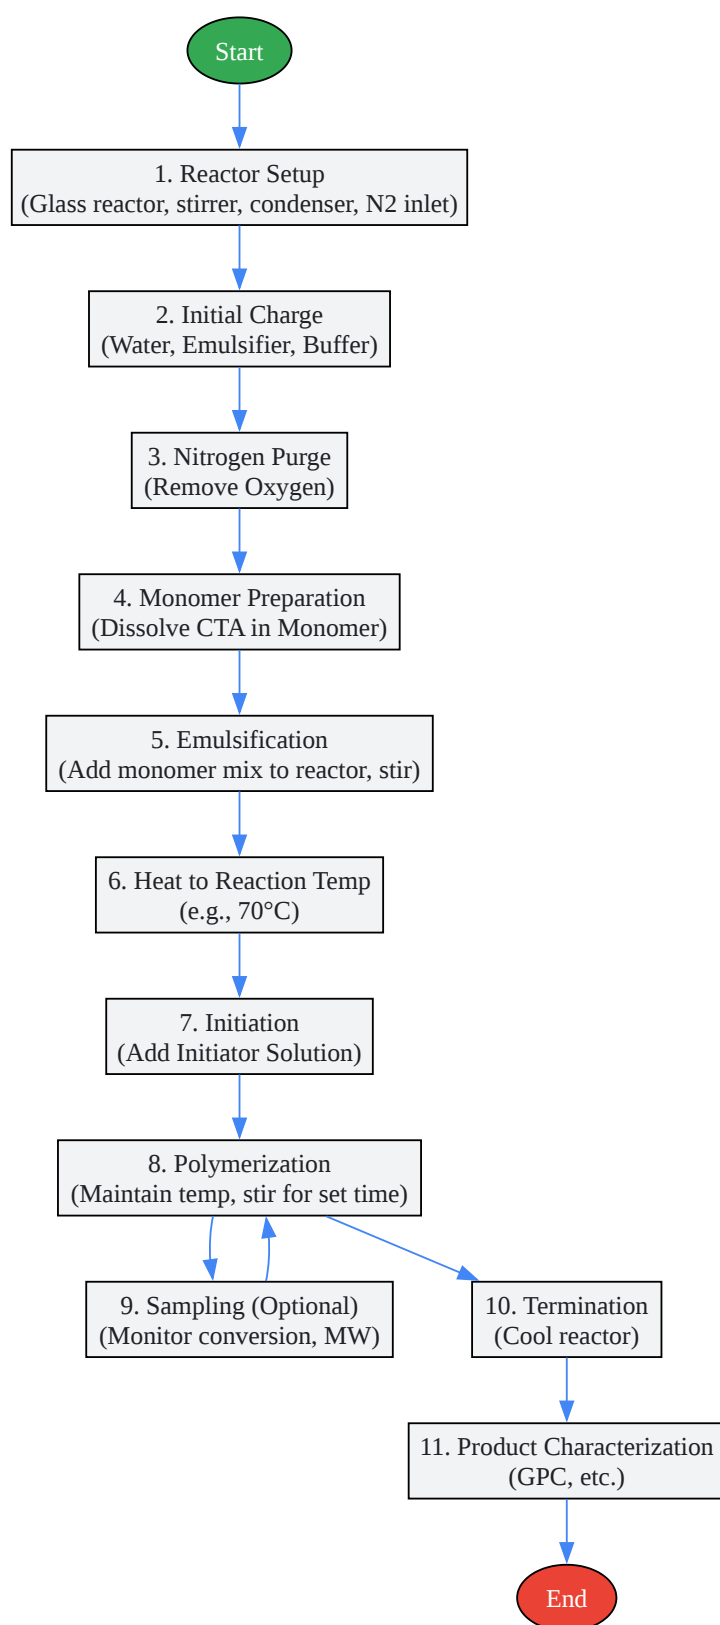 Start
1. Reactor Setup
(Glass reactor, stirrer, condenser, N2 inlet)
2. Initial Charge
(Water, Emulsifier, Buffer)
3. Nitrogen Purge
(Remove Oxygen)
4. Monomer Preparation
(Dissolve CTA in Monomer)
5. Emulsification
(Add monomer mix to reactor, stir)
6. Heat to Reaction Temp
(e.g., 70°C)
7. Initiation
(Add Initiator Solution)
8. Polymerization
(Maintain temp, stir for set time)
9. Sampling (Optional)
(Monitor conversion, MW)
10. Termination
(Cool reactor)
11. Product Characterization
(GPC, etc.)
End